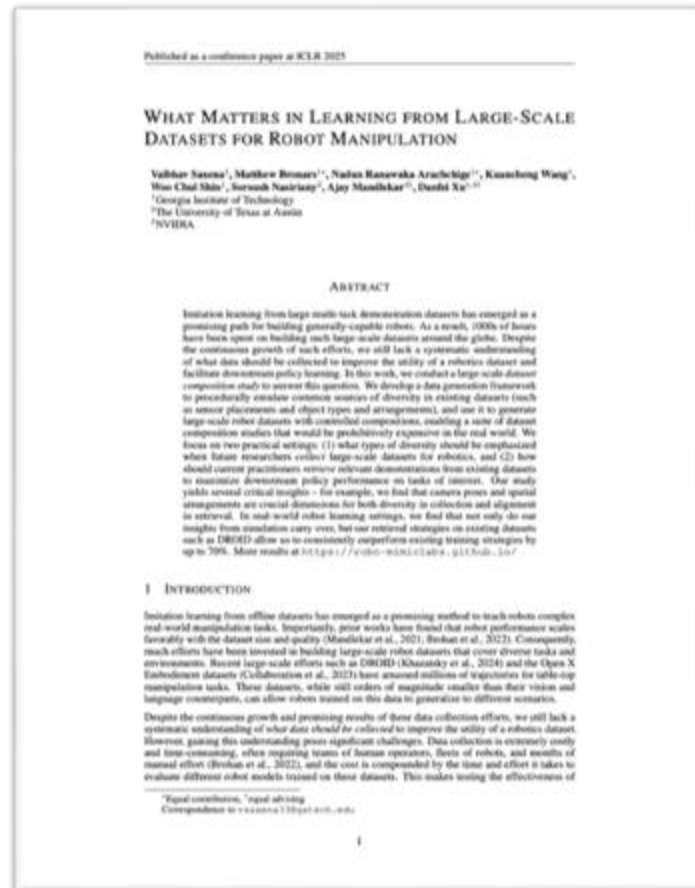 Published as a conference paper at ICLR 2025
WHAT MATTERS IN LEARNING FROM LARGE-SCALE
DATASETS FOR ROBOT MANIPULATION
Vaibhav Saxena¹, Matthew Bronars¹*, Nadun Ranawaka Arachchige¹*, Kuancheng Wang¹,
Woo Chul Shin¹, Soroush Nasiriany², Ajay Mandlekar³†, Danfei Xu¹,³†
¹Georgia Institute of Technology
²The University of Texas at Austin
³NVIDIA
ABSTRACT
Imitation learning from large multi-task demonstration datasets has emerged as a
promising path for building generally-capable robots. As a result, 1000s of hours
have been spent on building such large-scale datasets around the globe. Despite
the continuous growth of such efforts, we still lack a systematic understanding
of what data should be collected to improve the utility of a robotics dataset and
facilitate downstream policy learning. In this work, we conduct a large-scale dataset
composition study to answer this question. We develop a data generation framework
to procedurally emulate common sources of diversity in existing datasets (such
as sensor placements and object types and arrangements), and use it to generate
large-scale robot datasets with controlled compositions, enabling a suite of dataset
composition studies that would be prohibitively expensive in the real world. We
focus on two practical settings: (1) what types of diversity should be emphasized
when future researchers collect large-scale datasets for robotics, and (2) how
should current practitioners retrieve relevant demonstrations from existing datasets
to maximize downstream policy performance on tasks of interest. Our study
yields several critical insights – for example, we find that camera poses and spatial
arrangements are crucial dimensions for both diversity in collection and alignment
in retrieval. In real-world robot learning settings, we find that not only do our
insights from simulation carry over, but our retrieval strategies on existing datasets
such as DROID allow us to consistently outperform existing training strategies by
up to 70%. More results at https://robo-mimiclabs.github.io/
1 INTRODUCTION
Imitation learning from offline datasets has emerged as a promising method to teach robots complex
real-world manipulation tasks. Importantly, prior works have found that robot performance scales
favorably with the dataset size and quality (Mandlekar et al., 2021; Brohan et al., 2022). Consequently,
much efforts have been invested in building large-scale robot datasets that cover diverse tasks and
environments. Recent large-scale efforts such as DROID (Khazatsky et al., 2024) and the Open X
Embodiment datasets (Collaboration et al., 2023) have amassed millions of trajectories for table-top
manipulation tasks. These datasets, while still orders of magnitude smaller than their vision and
language counterparts, can allow robots trained on this data to generalize to different scenarios.
Despite the continuous growth and promising results of these data collection efforts, we still lack a
systematic understanding of what data should be collected to improve the utility of a robotics dataset.
However, gaining this understanding poses significant challenges. Data collection is extremely costly
and time-consuming, often requiring teams of human operators, fleets of robots, and months of
manual effort (Brohan et al., 2022), and the cost is compounded by the time and effort it takes to
evaluate different robot models trained on these datasets. This makes testing the effectiveness of
*Equal contribution, †equal advising
Correspondence to
1